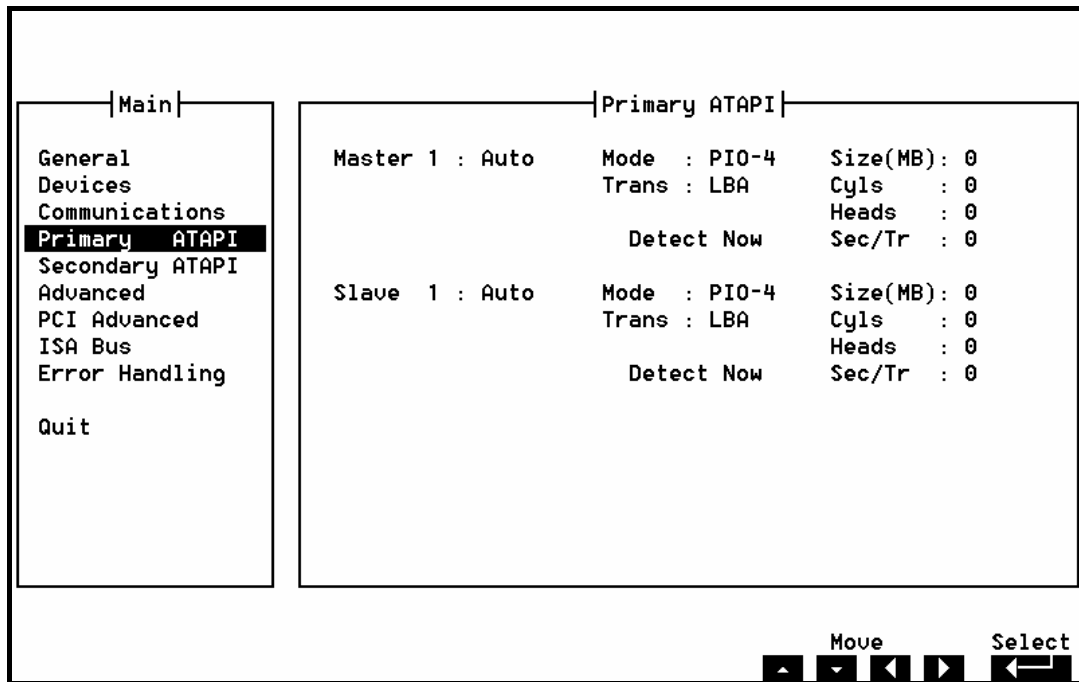 Main
General
Devices
Communications
Primary ATAPI
Secondary ATAPI
Advanced
PCI Advanced
ISA Bus
Error Handling
Quit
Primary ATAPI
Master 1 : Auto Mode : PIO-4 Size(MB): 0
Trans : LBA Cyls : 0
Heads : 0
Detect Now Sec/Tr : 0
Slave 1 : Auto Mode : PIO-4 Size(MB): 0
Trans : LBA Cyls : 0
Heads : 0
Detect Now Sec/Tr : 0
Move Select